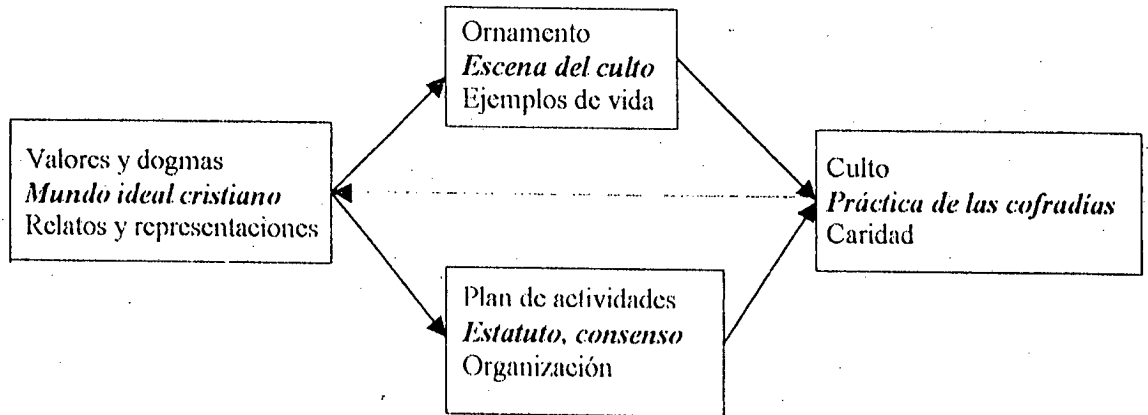 Ornamento
Escena del culto
Ejemplos de vida
Valores y dogmas
Mundo ideal cristiano
Relatos y representaciones
Culto
Práctica de las cofradías
Caridad
Plan de actividades
Estatuto, consenso
Organización